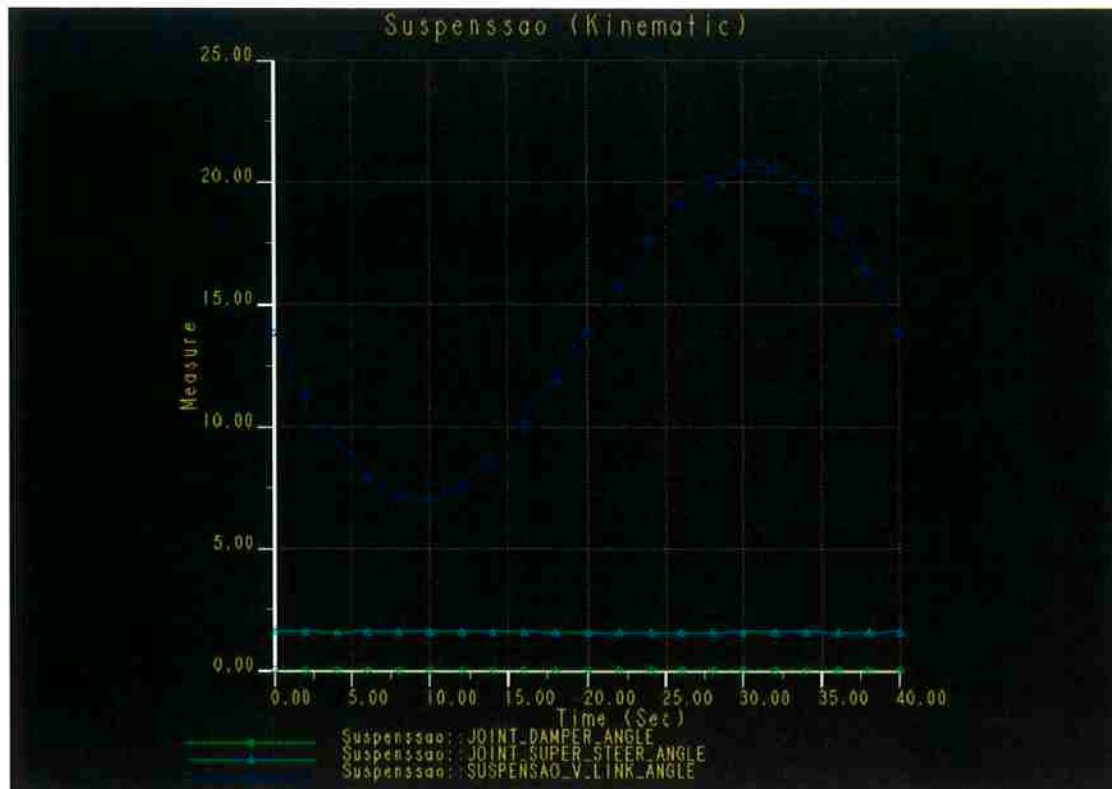 Suspenssao (Kinematic)
25.00
20.00
15.00
10.00
5.00
0.00
Measure
0.00 5.00 10.00 15.00 20.00 25.00 30.00 35.00 40.00
Time (Sec)
Suspenssao::JOINT_DAMPER_ANGLE
Suspenssao::JOINT_SUPER_STEER_ANGLE
Suspenssao::SUSPENSAO_V_LINK_ANGLE